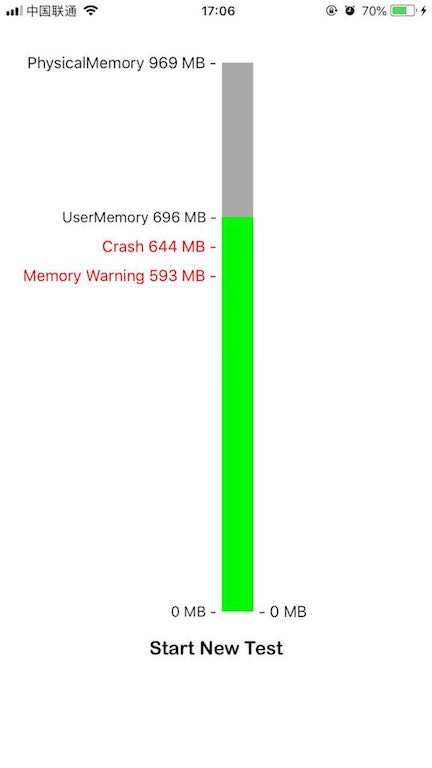 中国联通 17:06 70%
PhysicalMemory 969 MB -
UserMemory 696 MB -
Crash 644 MB -
Memory Warning 593 MB -
0 MB - - 0 MB
Start New Test